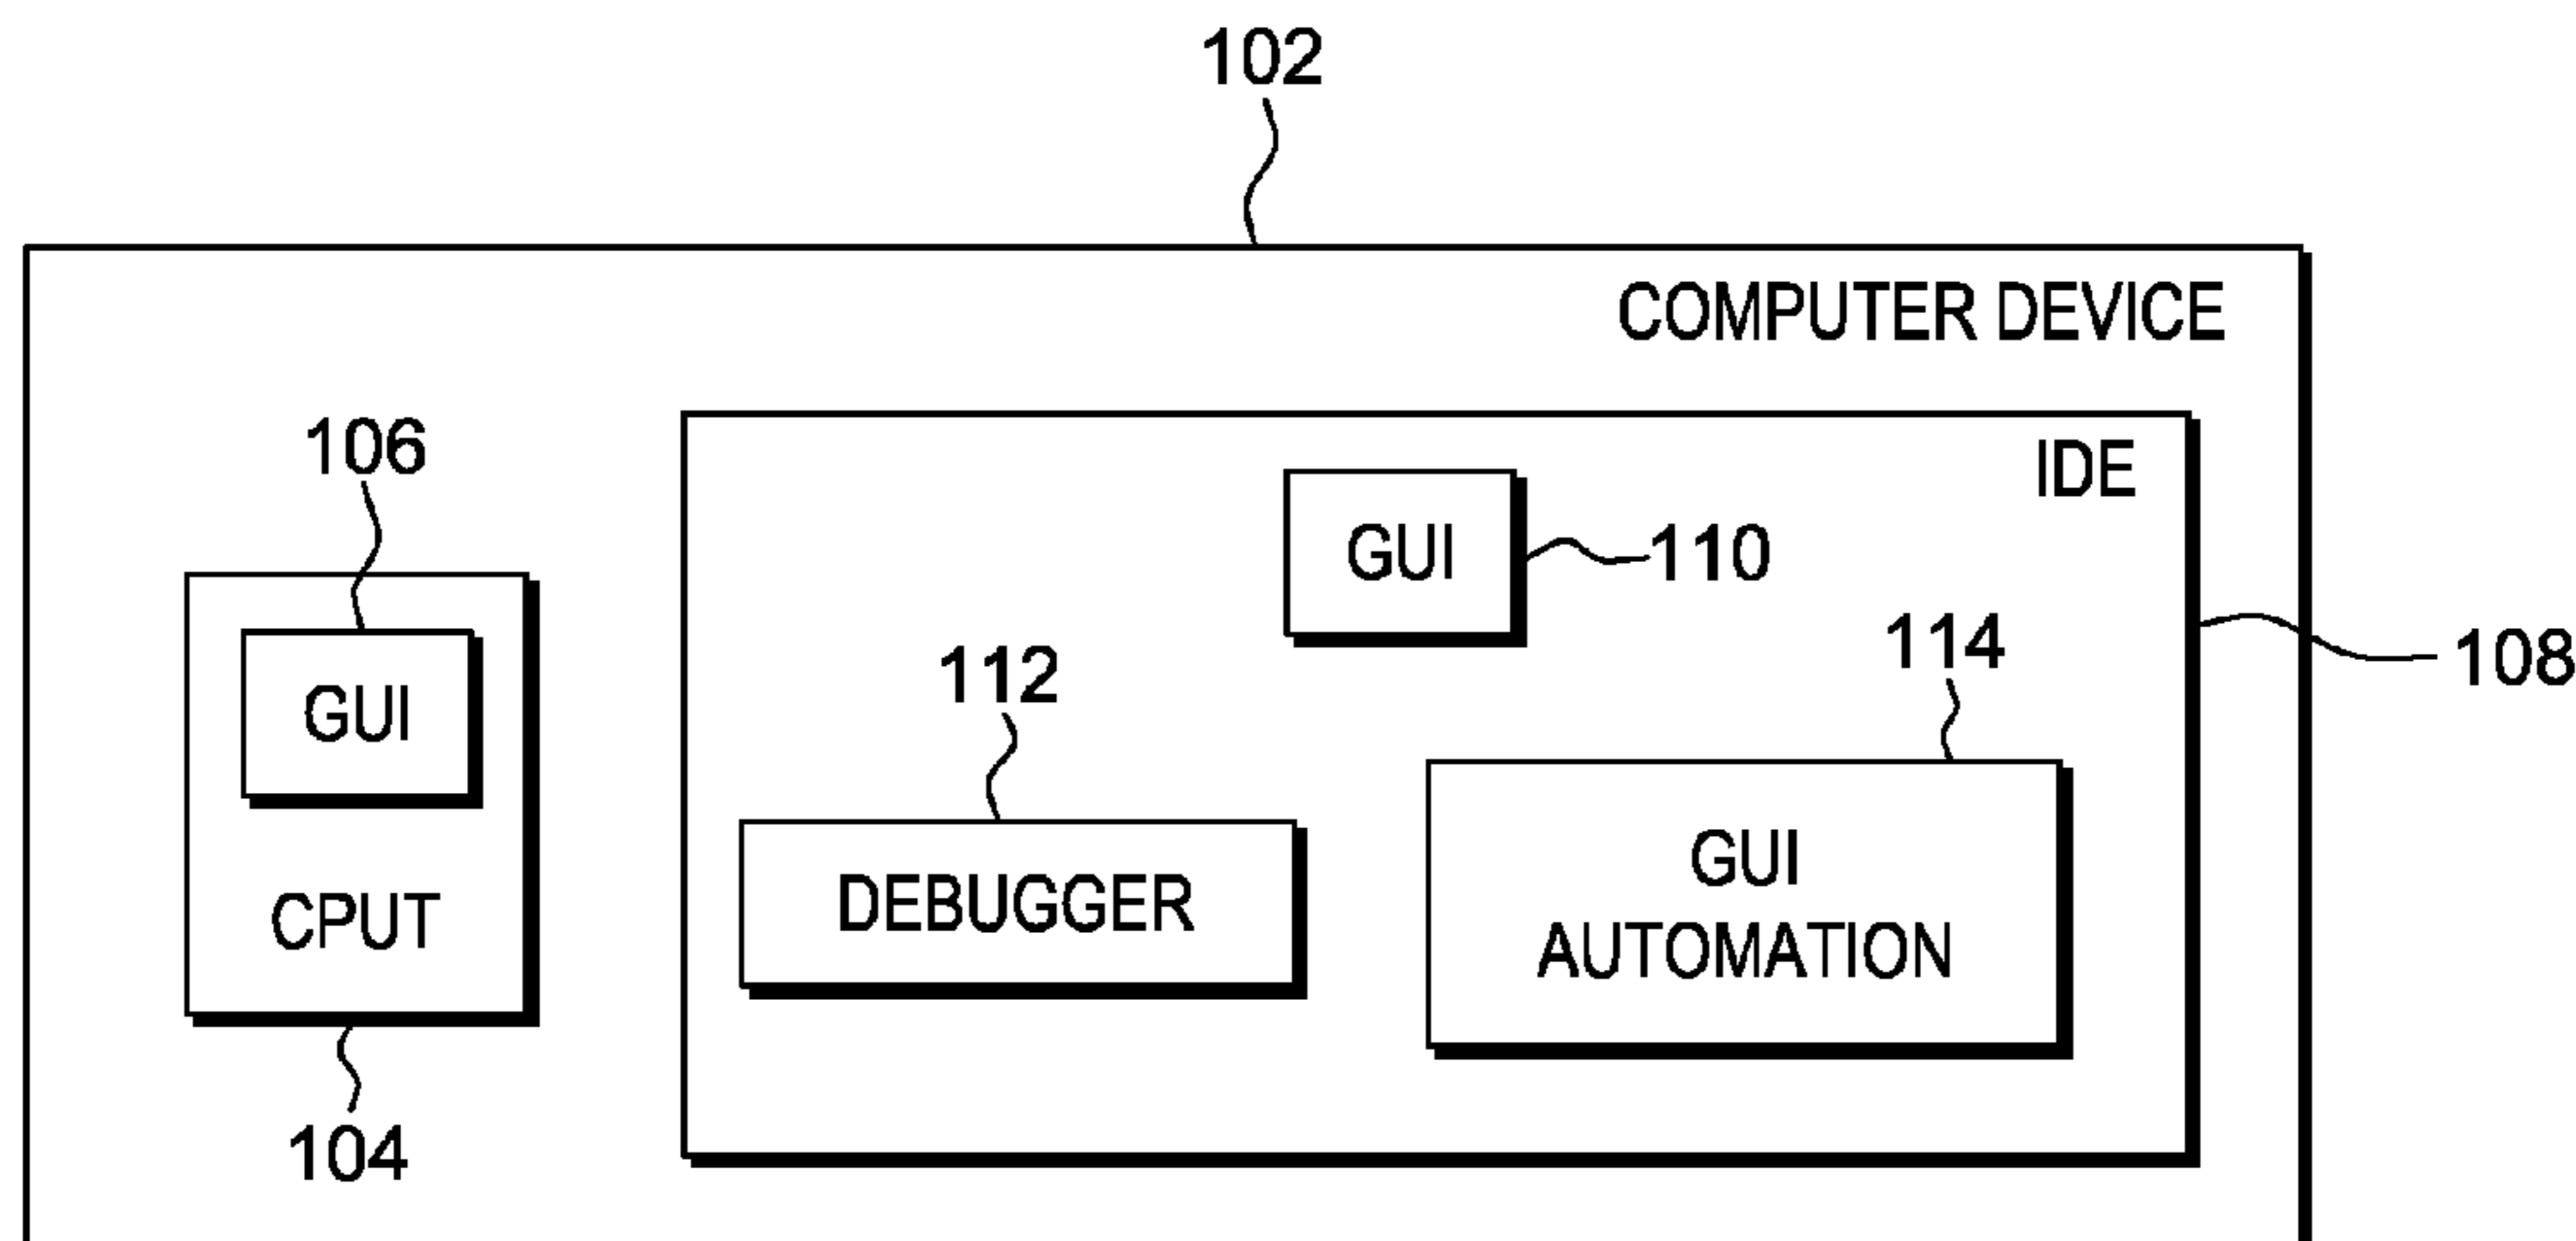 102
COMPUTER DEVICE
106
IDE
GUI
110
114
108
112
GUI
GUI
AUTOMATION
DEBUGGER
CPUT
104